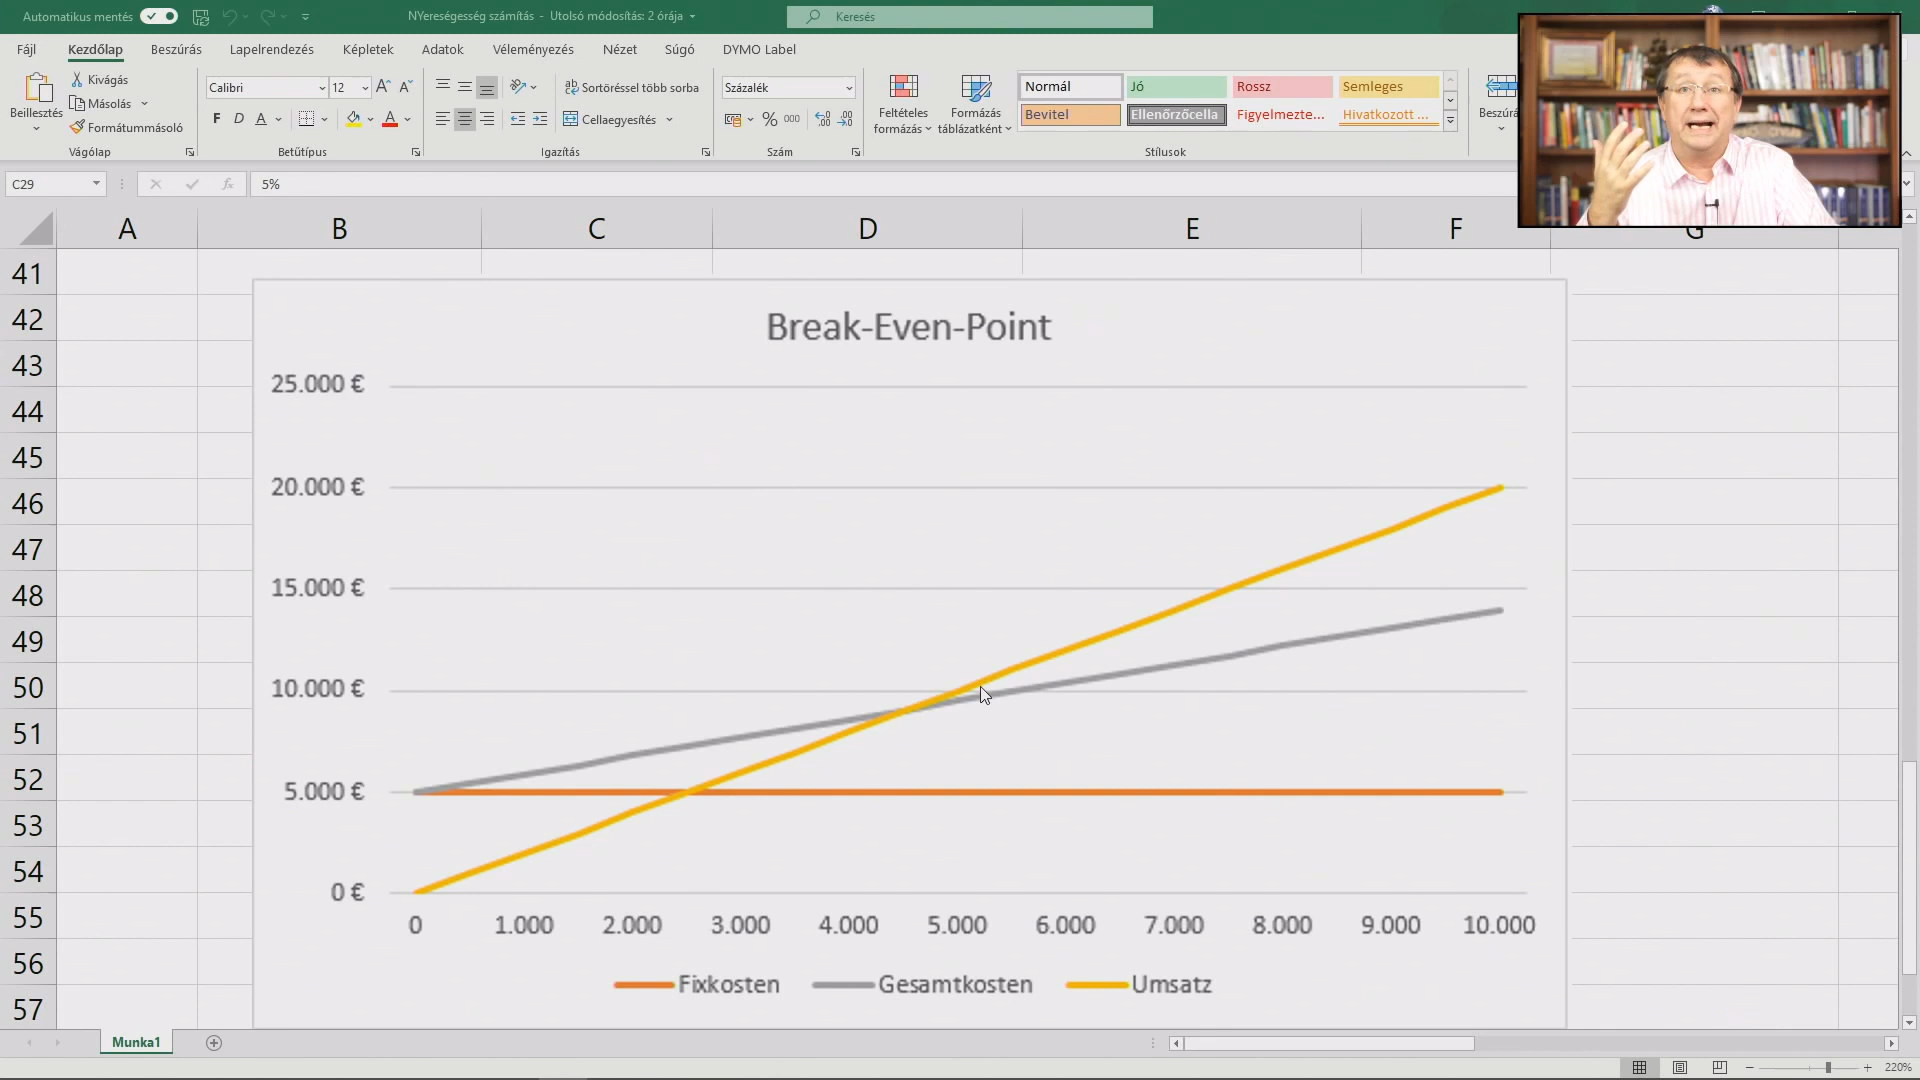 Automatikus mentés
NYereségesség számítás - Utolsó módosítás: 2 órája
Keresés
Fájl Kezdőlap Beszúrás Lapelrendezés Képletek Adatok Véleményezés Nézet Súgó DYMO Label
Beillesztés
Kivágás
Másolás
Formátummásoló
Vágólap
Calibri 12
F D A
Betűtípus
Sortöréssel több sorba
Cellaegyesítés
Igazítás
Százalék
% 000
Szám
Feltételes formázás
Formázás táblázatként
Normál Jó Rossz Semleges
Bevitel Ellenőrzőcella Figyelmezte... Hivatkozott ...
Stílusok
Beszúrá
C29 fx 5%
A B C D E F G
41
42
43
44
45
46
47
48
49
50
51
52
53
54
55
56
57
Break-Even-Point
25.000 €
20.000 €
15.000 €
10.000 €
5.000 €
0 €
0 1.000 2.000 3.000 4.000 5.000 6.000 7.000 8.000 9.000 10.000
Fixkosten Gesamtkosten Umsatz
Munka1
220%